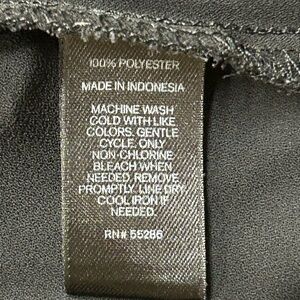 100% POLYESTER
MADE IN INDONESIA
MACHINE WASH
COLD WITH LIKE
COLORS. GENTLE
CYCLE. ONLY
NON-CHLORINE
BLEACH WHEN
NEEDED. REMOVE
PROMPTLY. LINE DRY.
COOL IRON IF
NEEDED.
RN# 55285